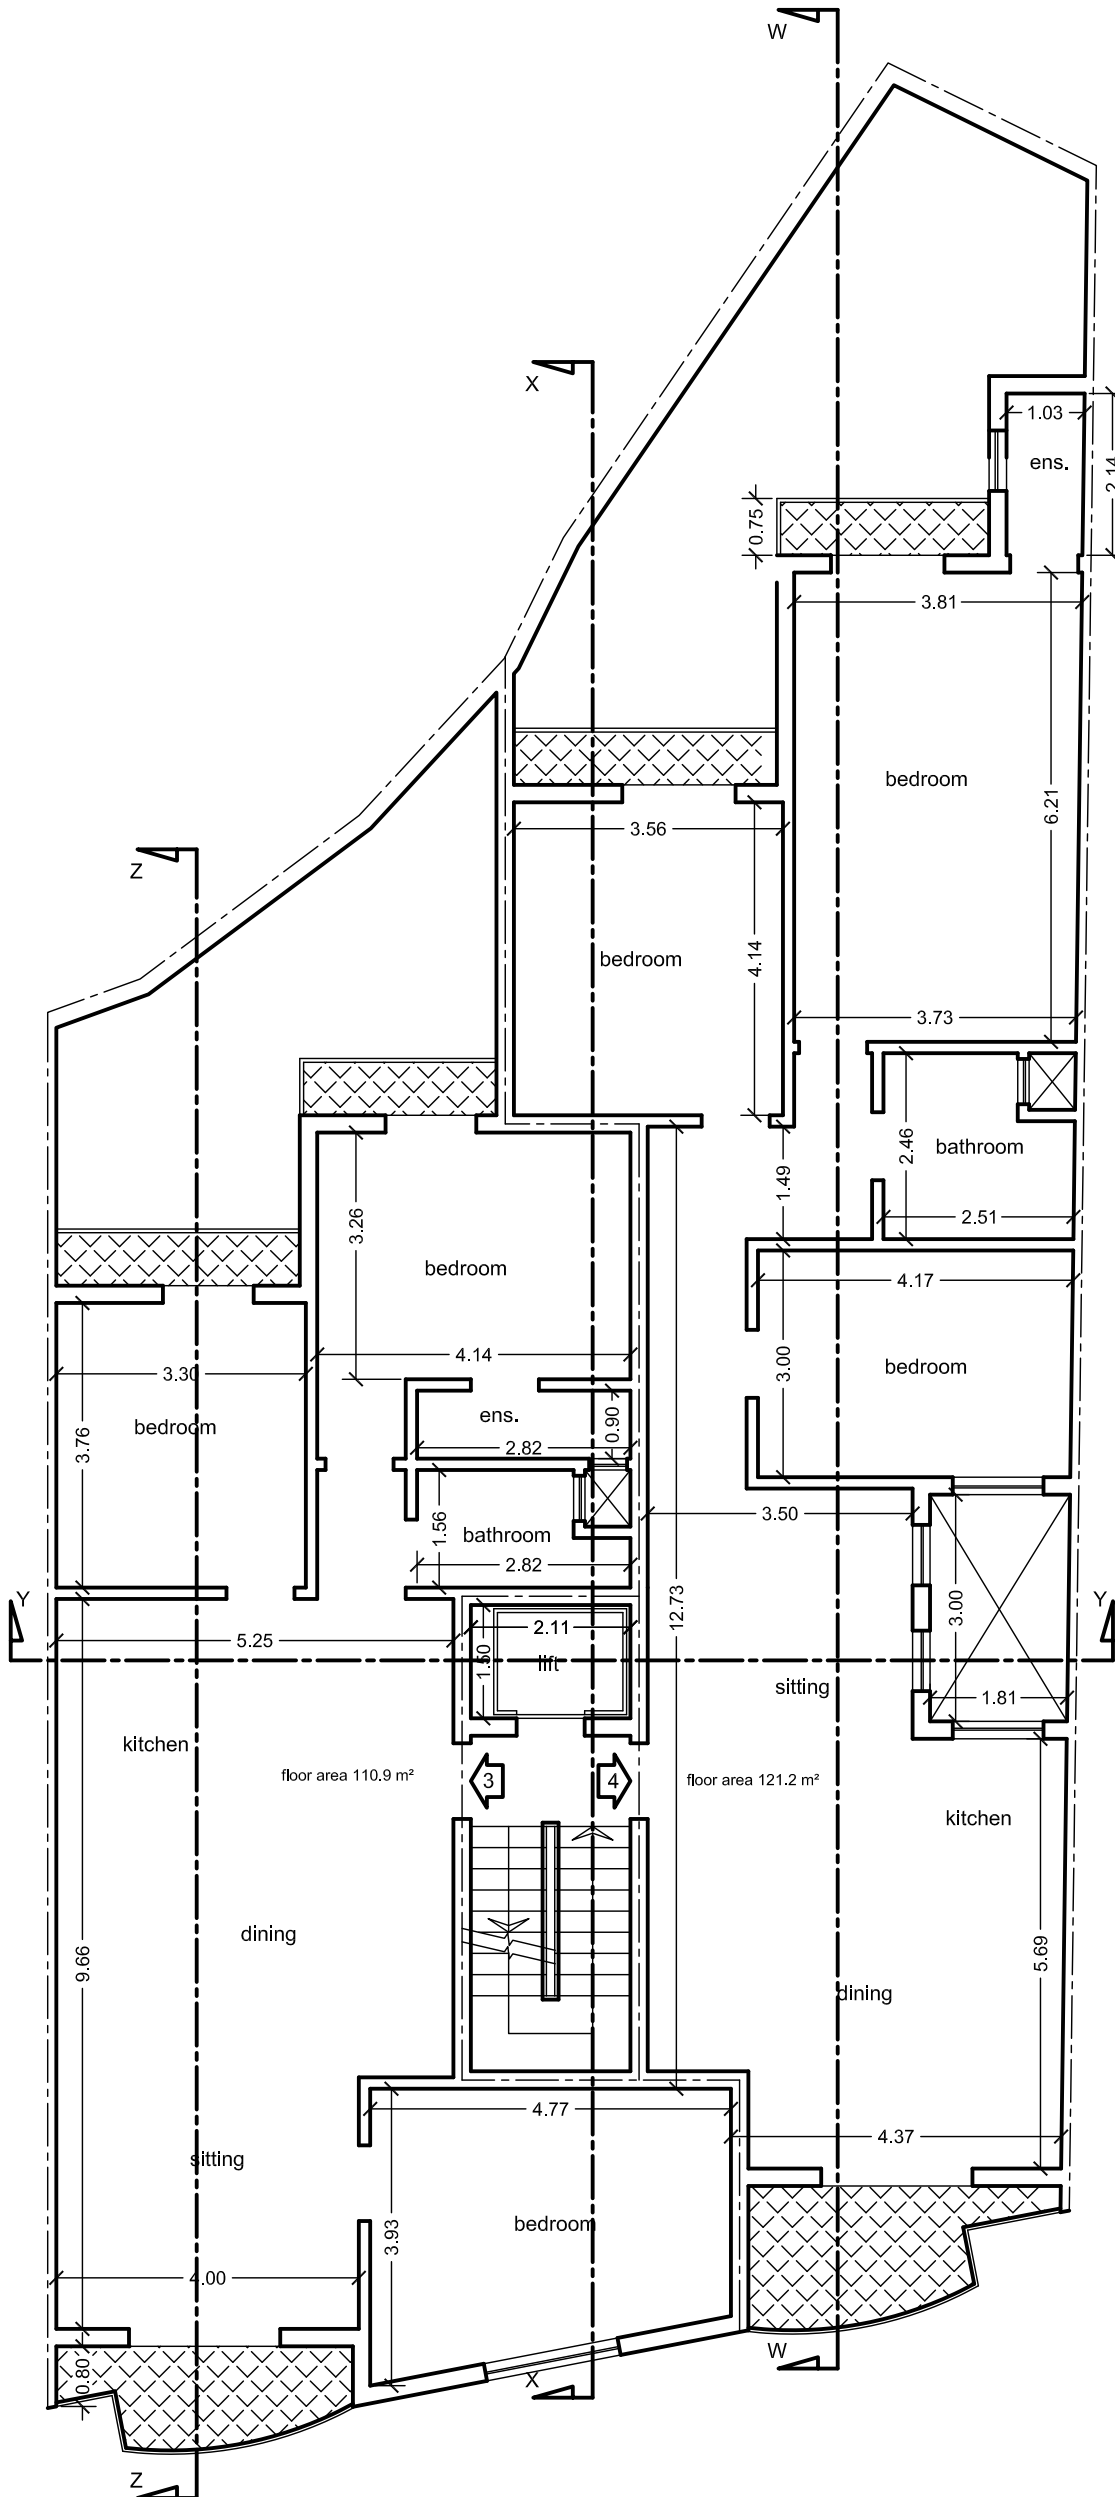 W
X
1.03
ens.
2.14
0.75
3.81
bedroom
6.21
3.56
Z
bedroom
4.14
3.73
2.46
bathroom
1.49
2.51
3.26
bedroom
4.17
4.14
3.00
bedroom
3.30
ens.
0.90
bedroom
3.76
2.82
1.56
bathroom
3.50
2.82
Y
12.73
3.00
Y
5.25
2.11
1.50
lift
sitting
1.81
kitchen
floor area 110.9 m²
3
4
floor area 121.2 m²
kitchen
dining
9.66
5.69
dining
4.77
4.37
sitting
3.93
bedroom
4.00
W
0.80
X
Z